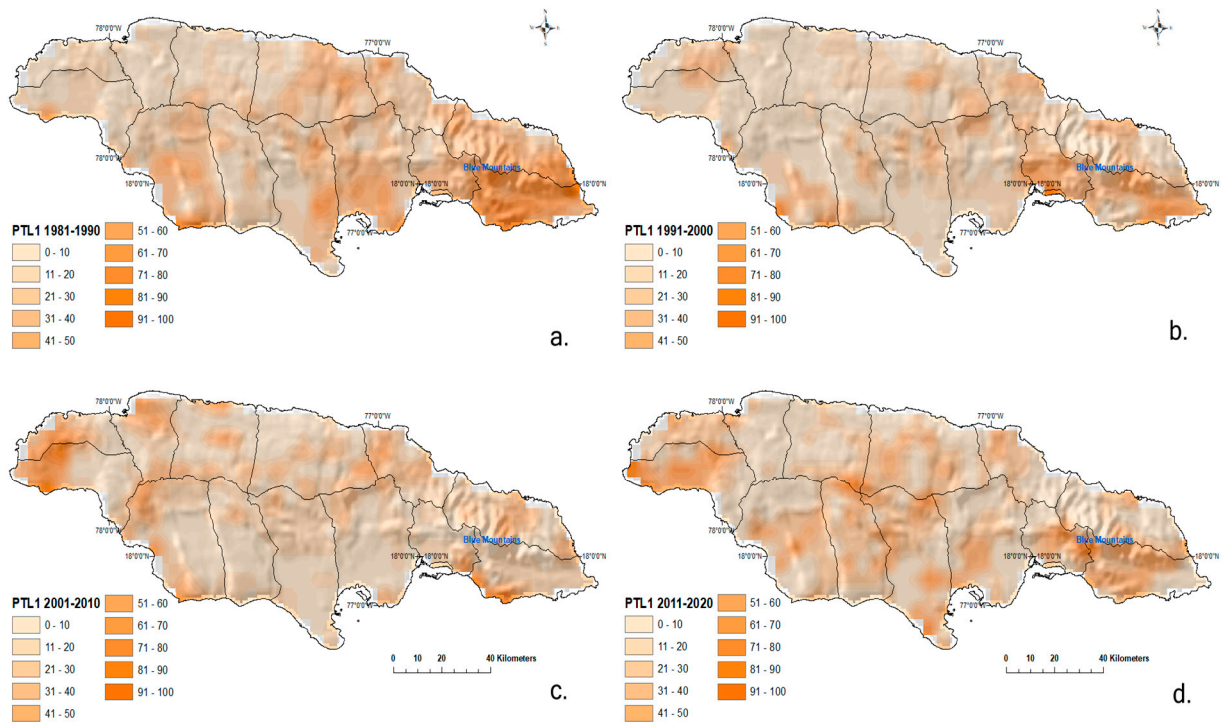 78°0'0"W
77°0'0"W
Blue Mountains
78°0'0"W
18°0'0"N
18°0'0"N
18°0'0"N
77°0'0"W
PTL1 1981-1990
0 - 10
11 - 20
21 - 30
31 - 40
41 - 50
51 - 60
61 - 70
71 - 80
81 - 90
91 - 100
a.
78°0'0"W
77°0'0"W
Blue Mountains
78°0'0"W
18°0'0"N
18°0'0"N
18°0'0"N
77°0'0"W
PTL1 1991-2000
0 - 10
11 - 20
21 - 30
31 - 40
41 - 50
51 - 60
61 - 70
71 - 80
81 - 90
91 - 100
b.
78°0'0"W
77°0'0"W
Blue Mountains
78°0'0"W
18°0'0"N
18°0'0"N
18°0'0"N
77°0'0"W
PTL1 2001-2010
0 - 10
11 - 20
21 - 30
31 - 40
41 - 50
51 - 60
61 - 70
71 - 80
81 - 90
91 - 100
0 10 20 40 Kilometers
c.
78°0'0"W
77°0'0"W
Blue Mountains
78°0'0"W
18°0'0"N
18°0'0"N
18°0'0"N
77°0'0"W
PTL1 2011-2020
0 - 10
11 - 20
21 - 30
31 - 40
41 - 50
51 - 60
61 - 70
71 - 80
81 - 90
91 - 100
0 10 20 40 Kilometers
d.